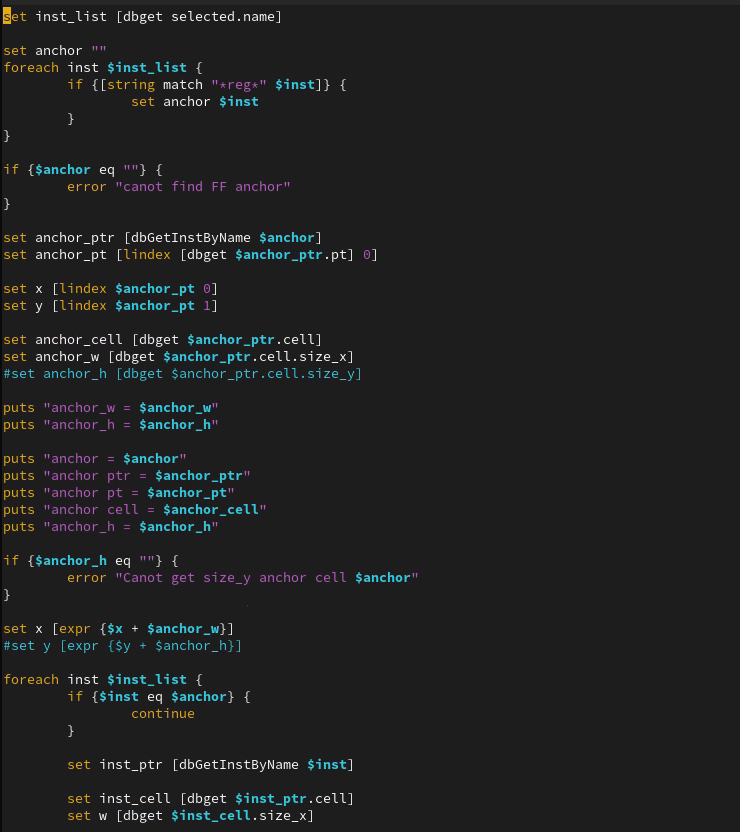 set inst_list [dbget selected.name]
set anchor ""
foreach inst $inst_list {
if {[string match "*reg*" $inst]} {
set anchor $inst
}
}
if {$anchor eq ""} {
error "canot find FF anchor"
}
set anchor_ptr [dbGetInstByName $anchor]
set anchor_pt [lindex [dbget $anchor_ptr.pt] 0]
set x [lindex $anchor_pt 0]
set y [lindex $anchor_pt 1]
set anchor_cell [dbget $anchor_ptr.cell]
set anchor_w [dbget $anchor_ptr.cell.size_x]
#set anchor_h [dbget $anchor_ptr.cell.size_y]
puts "anchor_w = $anchor_w"
puts "anchor_h = $anchor_h"
puts "anchor = $anchor"
puts "anchor ptr = $anchor_ptr"
puts "anchor pt = $anchor_pt"
puts "anchor cell = $anchor_cell"
puts "anchor_h = $anchor_h"
if {$anchor_h eq ""} {
error "Canot get size_y anchor cell $anchor"
}
set x [expr {$x + $anchor_w}]
#set y [expr {$y + $anchor_h}]
foreach inst $inst_list {
if {$inst eq $anchor} {
continue
}
set inst_ptr [dbGetInstByName $inst]
set inst_cell [dbget $inst_ptr.cell]
set w [dbget $inst_cell.size_x]